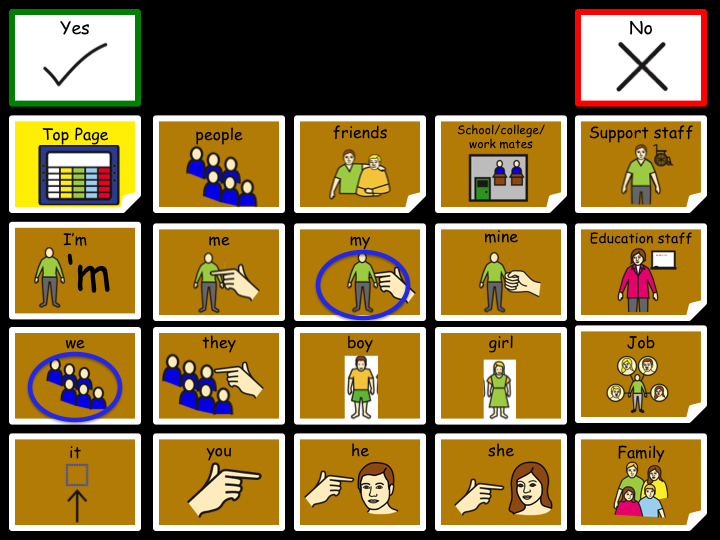 Yes
No
Top Page
people
friends
School/college/
work mates
Support staff
I'm
'm
me
my
mine
Education staff
we
they
boy
girl
Job
it
you
he
she
Family